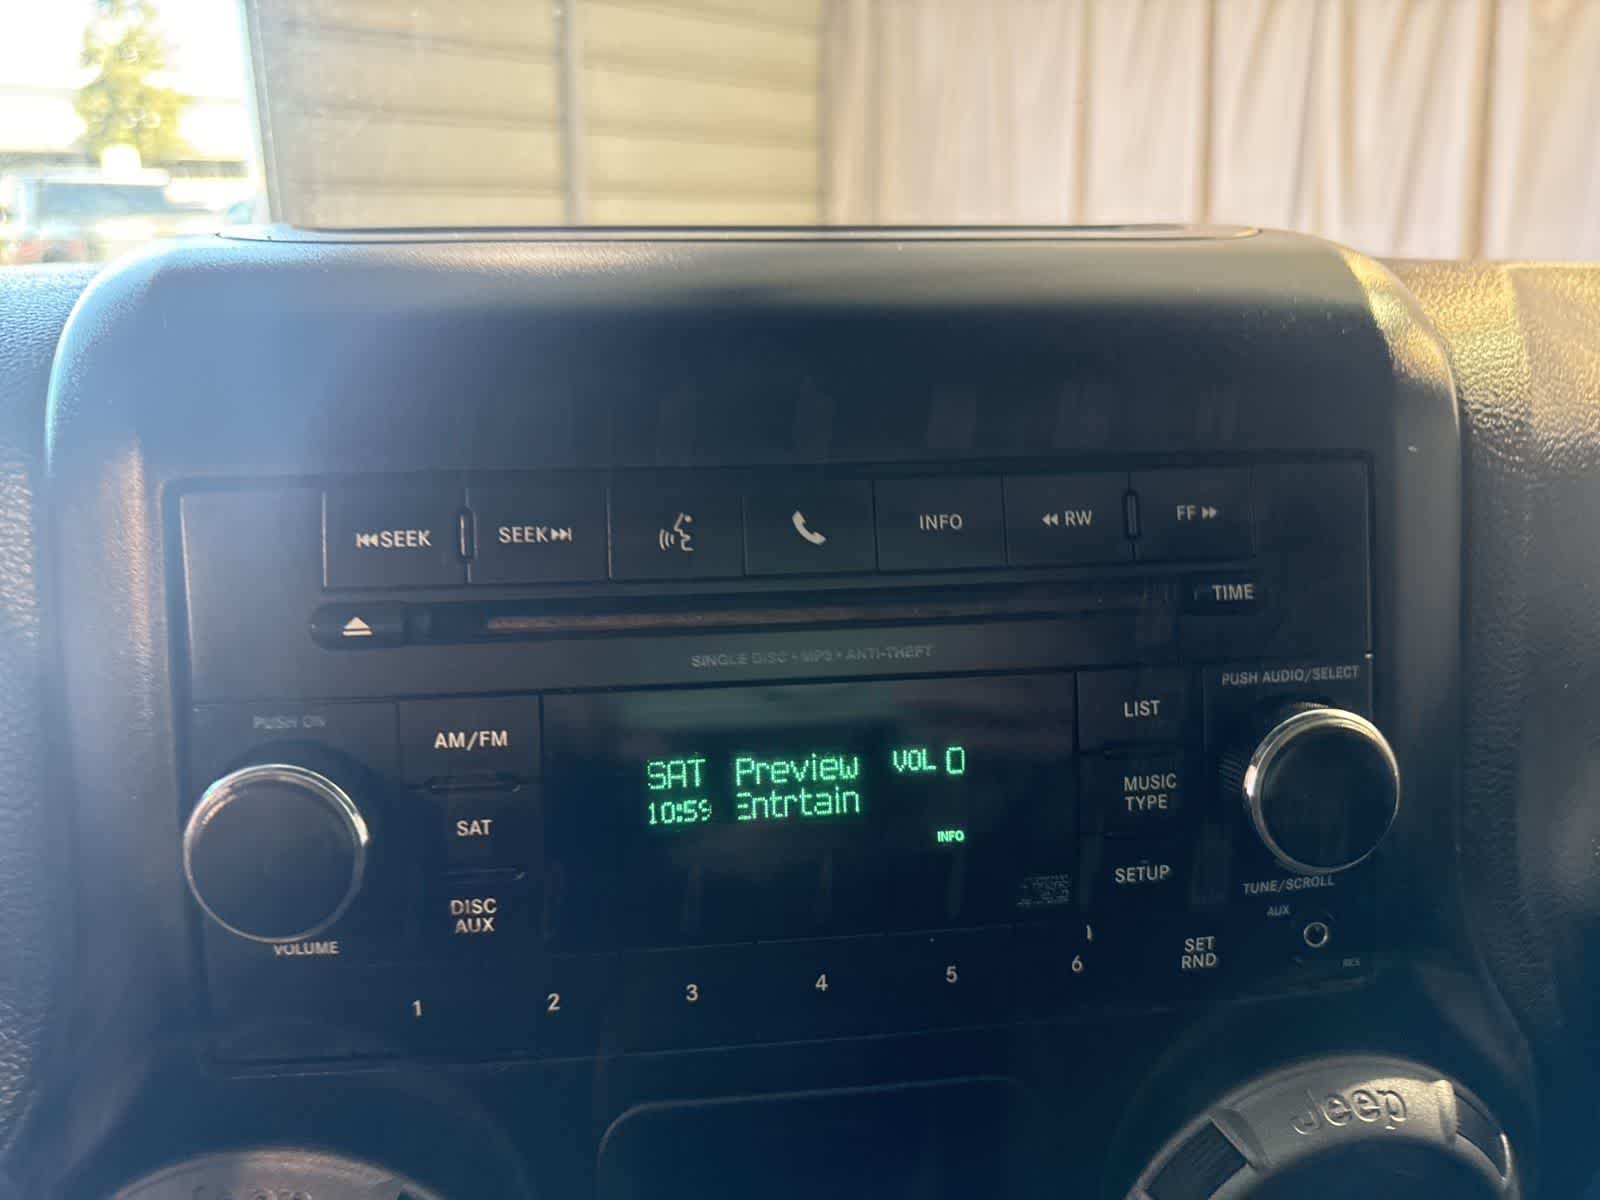 SEEK
SEEK
INFO
RW
FF
TIME
SINGLE DISC • MP3 • ANTI-THEFT
PUSH ON
PUSH AUDIO/SELECT
AM/FM
LIST
SAT Preview VOL 0
10:59 Entrtain
INFO
MUSIC
TYPE
SAT
SETUP
DISC
AUX
TUNE/SCROLL
AUX
VOLUME
SET
RND
1 2 3 4 5 6
Jeep
Jeep